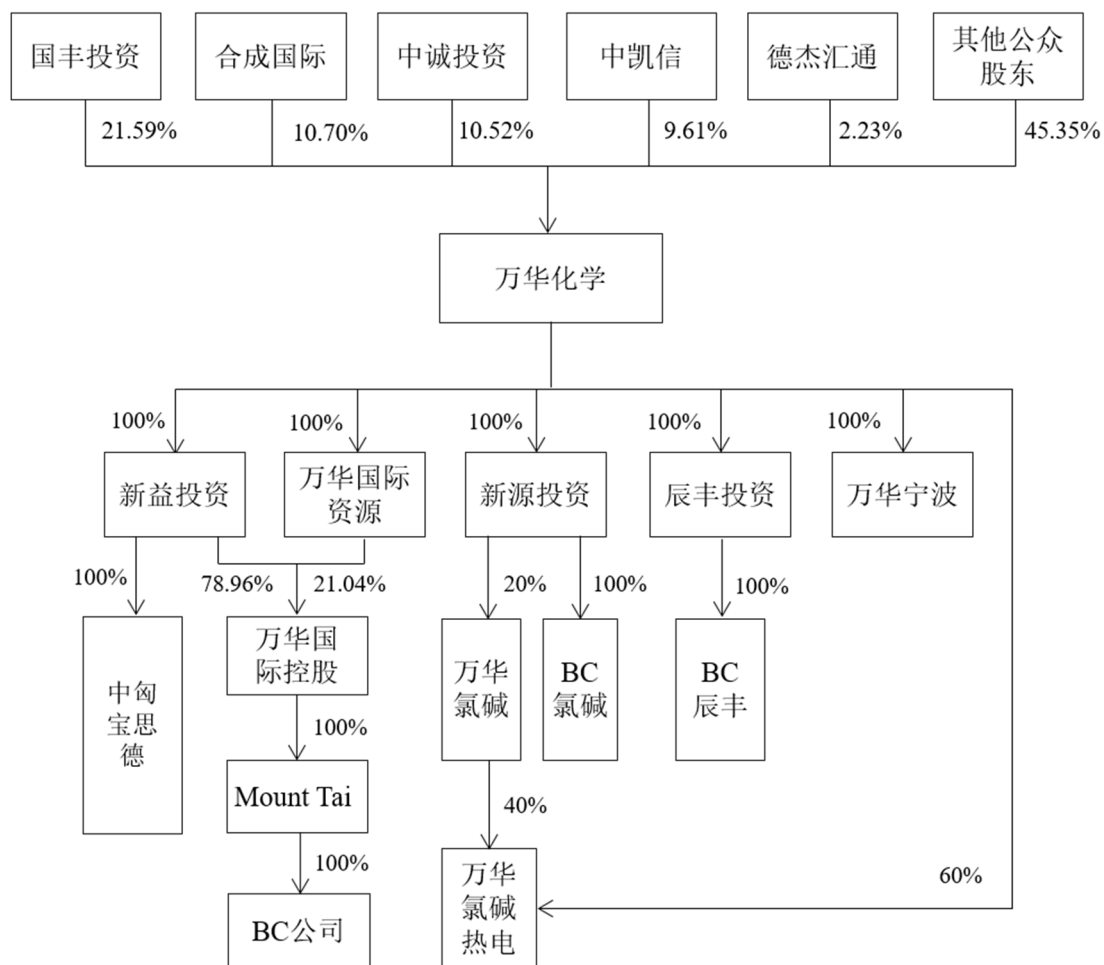 国丰投资
合成国际
中诚投资
中凯信
德杰汇通
其他公众
股东
21.59%
10.70%
10.52%
9.61%
2.23%
45.35%
万华化学
100%
100%
100%
100%
100%
新益投资
万华国际
资源
新源投资
辰丰投资
万华宁波
100%
78.96%
21.04%
20%
100%
100%
中匈
宝思
德
万华国
际控股
万华
氯碱
BC
氯碱
BC
辰丰
100%
Mount Tai
40%
100%
60%
BC公司
万华
氯碱
热电